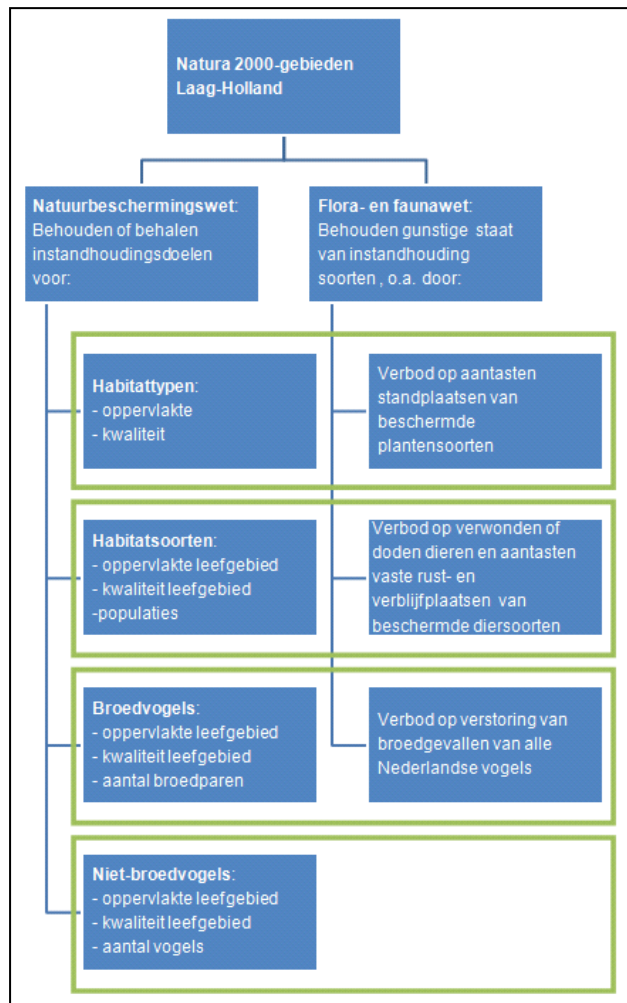 Natura 2000-gebieden
Laag-Holland
Natuurbeschermingswet:
Behouden of behalen
instandhoudingsdoelen
voor:
Flora- en faunawet:
Behouden gunstige staat
van instandhouding
soorten , o.a. door:
Habitattypen:
- oppervlakte
- kwaliteit
Verbod op aantasten
standplaatsen van
beschermde
plantensoorten
Habitatsoorten:
- oppervlakte leefgebied
- kwaliteit leefgebied
-populaties
Verbod op verwonden of
doden dieren en aantasten
vaste rust- en
verblijfplaatsen van
beschermde diersoorten
Broedvogels:
- oppervlakte leefgebied
- kwaliteit leefgebied
- aantal broedparen
Verbod op verstoring van
broedgevallen van alle
Nederlandse vogels
Niet-broedvogels:
- oppervlakte leefgebied
- kwaliteit leefgebied
- aantal vogels